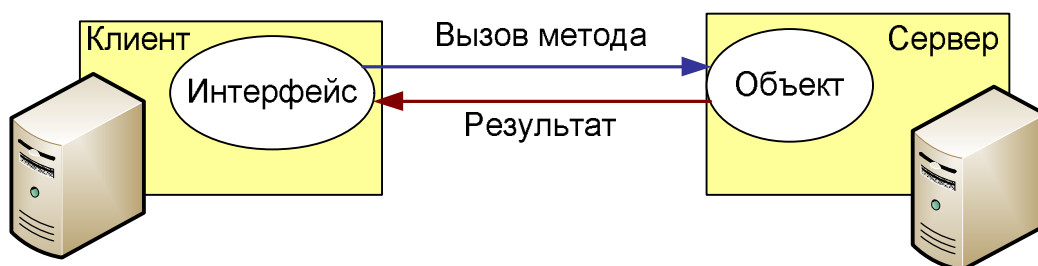 Клиент
Интерфейс
Вызов метода
Результат
Сервер
Объект